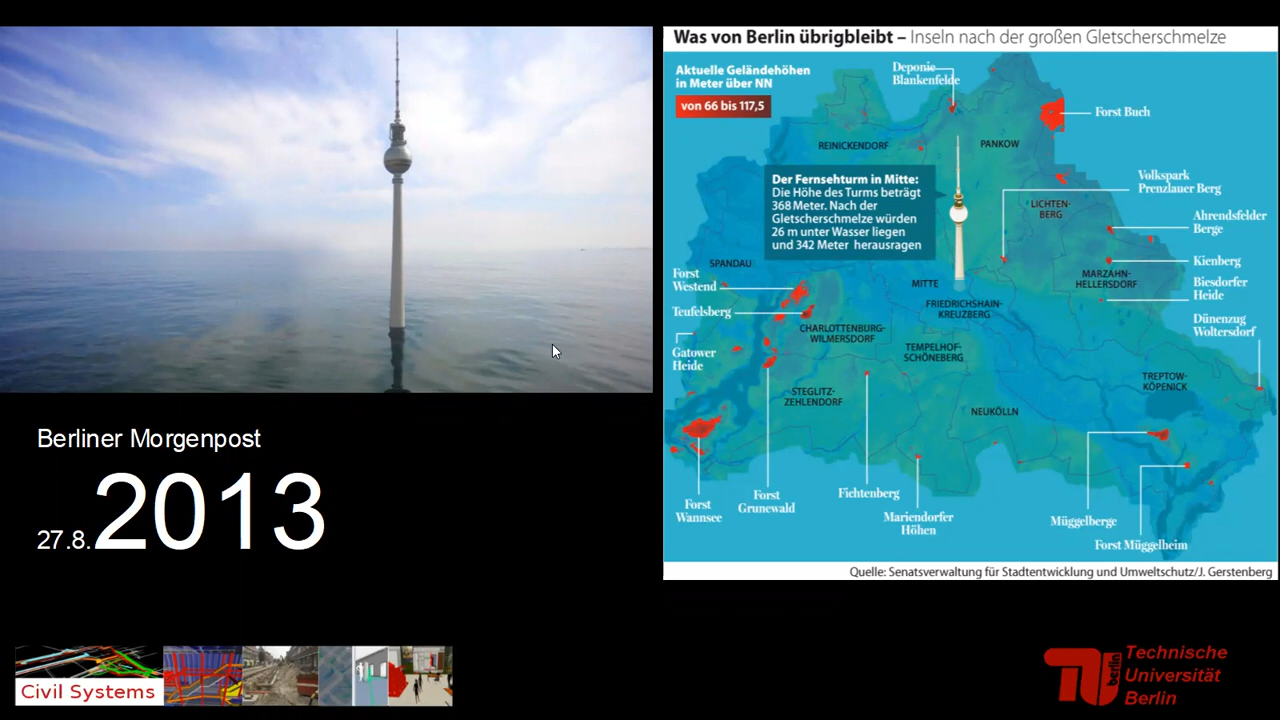 Was von Berlin übrigbleibt – Inseln nach der großen Gletscherschmelze
Aktuelle Geländehöhen
in Meter über NN
von 66 bis 117,5
Deponie
Blankenfelde
Forst Buch
REINICKENDORF
PANKOW
Der Fernsehturm in Mitte:
Die Höhe des Turms beträgt
368 Meter. Nach der
Gletscherschmelze würden
26 m unter Wasser liegen
und 342 Meter herausragen
Volkspark
Prenzlauer Berg
LICHTEN-
BERG
Ahrendsfelder
Berge
SPANDAU
Kienberg
Forst
Westend
MITTE
MARZAHN-
HELLERSDORF
Biesdorfer
Heide
FRIEDRICHSHAIN-
KREUZBERG
Teufelsberg
Dünenzug
Woltersdorf
CHARLOTTENBURG-
WILMERSDORF
Gatower
Heide
TEMPELHOF-
SCHÖNEBERG
TREPTOW-
KÖPENICK
STEGLITZ-
ZEHLENDORF
NEUKÖLLN
Forst
Wannsee
Forst
Grunewald
Fichtenberg
Mariendorfer
Höhen
Müggelberge
Forst Müggelheim
Quelle: Senatsverwaltung für Stadtentwicklung und Umweltschutz/J. Gerstenberg
Berliner Morgenpost
27.8.2013
Civil Systems
berlin
Technische
Universität
Berlin